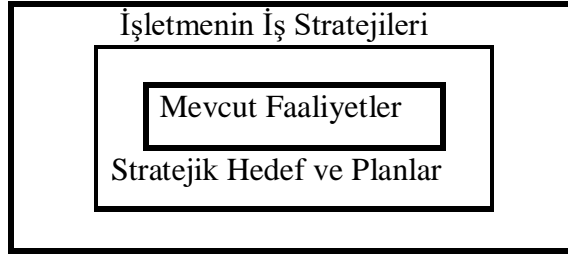 İşletmenin İş Stratejileri
Mevcut Faaliyetler
Stratejik Hedef ve Planlar